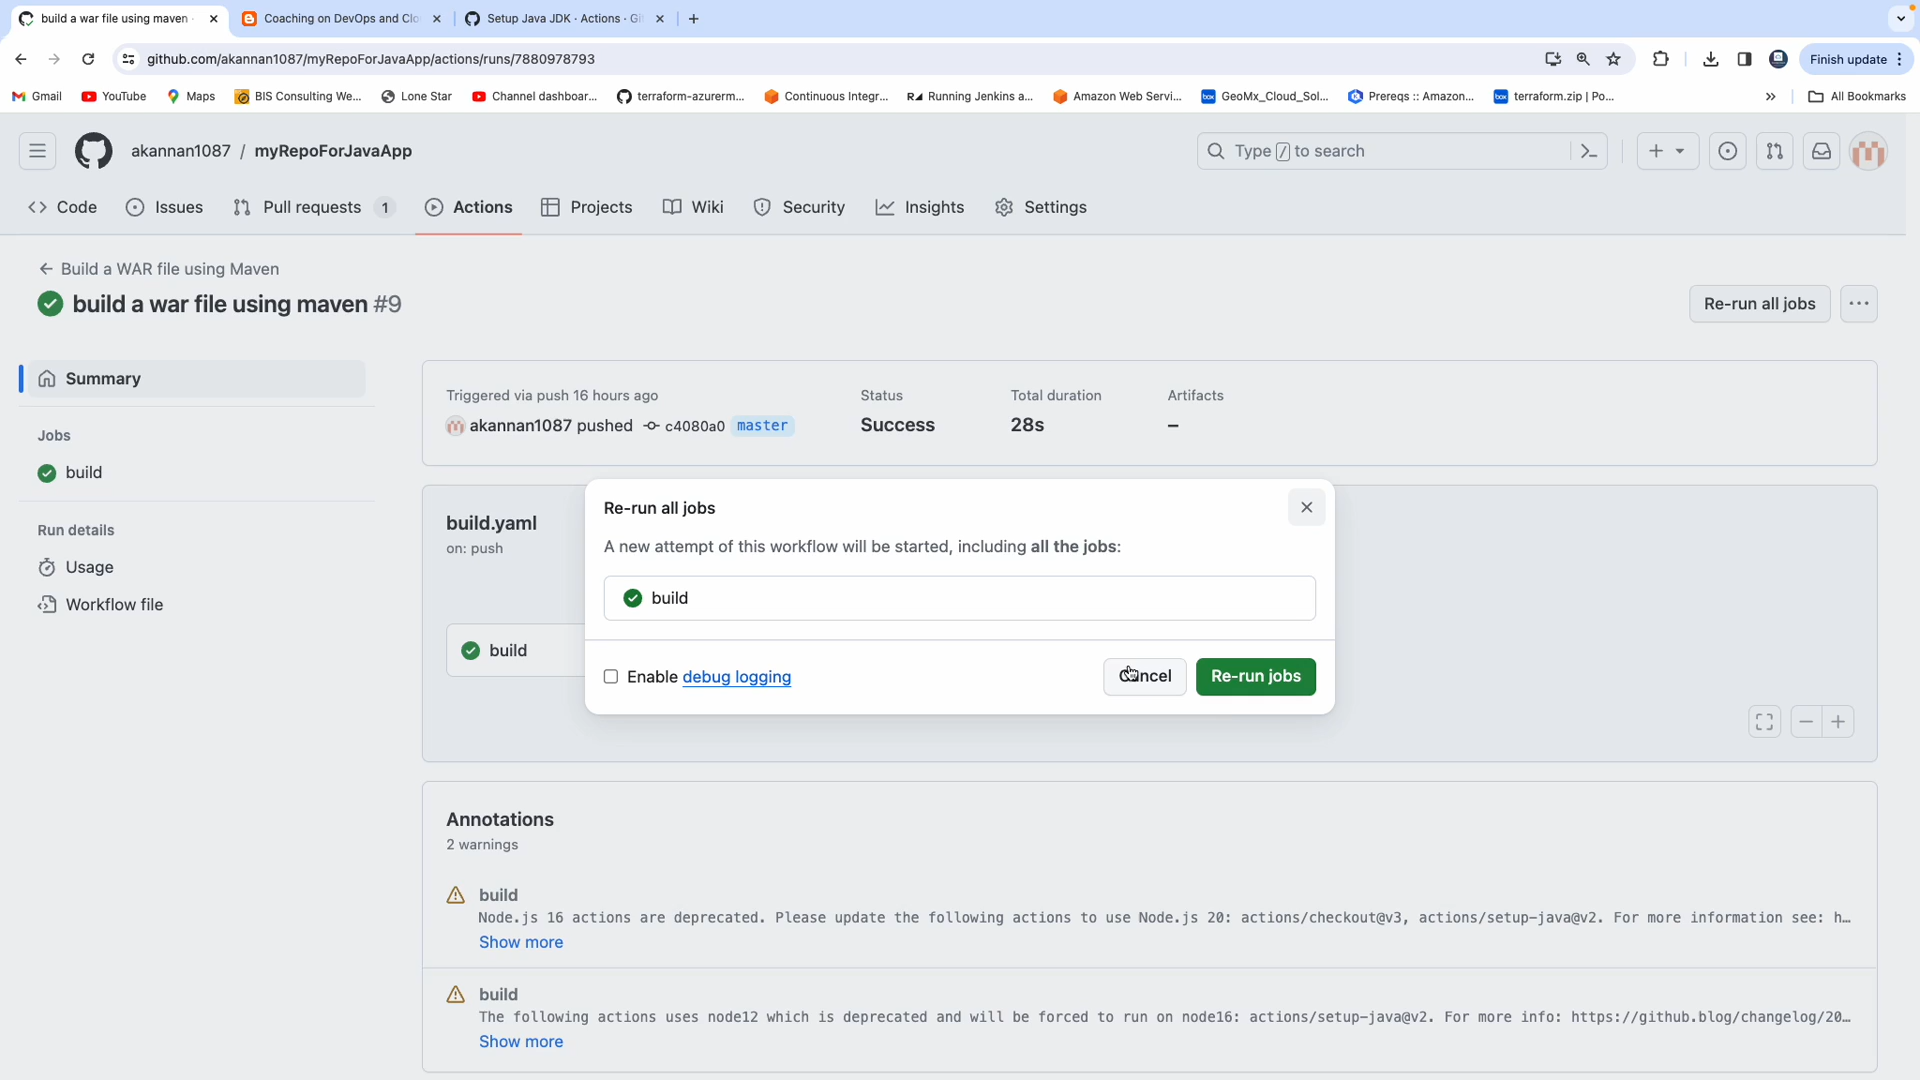 build a war file using maven ·
Coaching on DevOps and Clo
Setup Java JDK · Actions · Gi
github.com/akannan1087/myRepoForJavaApp/actions/runs/7880978793
Finish update
Gmail
YouTube
Maps
BIS Consulting We...
Lone Star
Channel dashboar...
terraform-azurerm...
Continuous Integr...
Running Jenkins a...
Amazon Web Servi...
GeoMx_Cloud_Sol...
Prereqs :: Amazon...
terraform.zip | Po...
»
All Bookmarks
akannan1087 / myRepoForJavaApp
Type / to search
Code
Issues
Pull requests 1
Actions
Projects
Wiki
Security
Insights
Settings
← Build a WAR file using Maven
build a war file using maven #9
Re-run all jobs
...
Summary
Jobs
build
Run details
Usage
Workflow file
Triggered via push 16 hours ago
akannan1087 pushed c4080a0 master
Status
Success
Total duration
28s
Artifacts
–
build.yaml
on: push
build
Re-run all jobs
A new attempt of this workflow will be started, including all the jobs:
build
Enable debug logging
Cancel
Re-run jobs
Annotations
2 warnings
build
Node.js 16 actions are deprecated. Please update the following actions to use Node.js 20: actions/checkout@v3, actions/setup-java@v2. For more information see: h…
Show more
build
The following actions uses node12 which is deprecated and will be forced to run on node16: actions/setup-java@v2. For more info: https://github.blog/changelog/20…
Show more